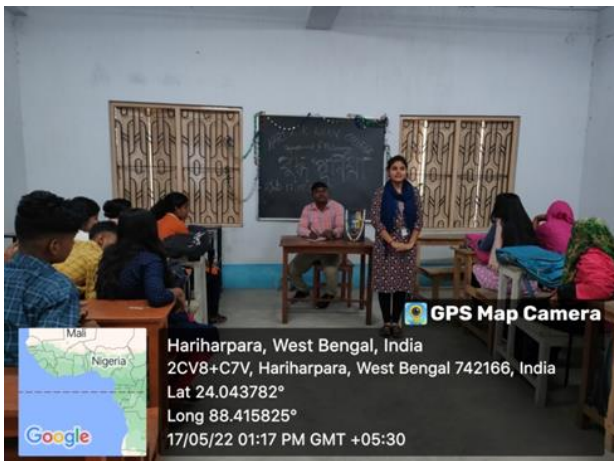 বুদ্ধ পূর্ণিমা
GPS Map Camera
Mali
Nigeria
Google
Hariharpara, West Bengal, India
2CV8+C7V, Hariharpara, West Bengal 742166, India
Lat 24.043782°
Long 88.415825°
17/05/22 01:17 PM GMT +05:30